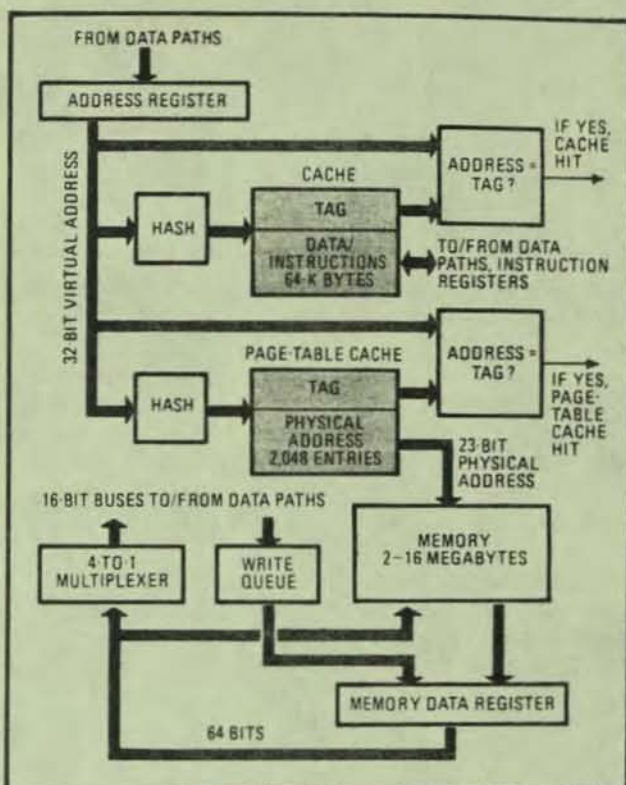 FROM DATA PATHS
ADDRESS REGISTER
32-BIT VIRTUAL ADDRESS
HASH
CACHE
TAG
DATA/
INSTRUCTIONS
64-K BYTES
ADDRESS =
TAG?
IF YES,
CACHE
HIT
TO/FROM DATA
PATHS, INSTRUCTION
REGISTERS
HASH
PAGE-TABLE CACHE
TAG
PHYSICAL
ADDRESS
2,048 ENTRIES
ADDRESS =
TAG?
IF YES,
PAGE-
TABLE
CACHE
HIT
23-BIT
PHYSICAL
ADDRESS
16-BIT BUSES TO/FROM DATA PATHS
4-TO-1
MULTIPLEXER
WRITE
QUEUE
MEMORY
2–16 MEGABYTES
MEMORY DATA REGISTER
64 BITS